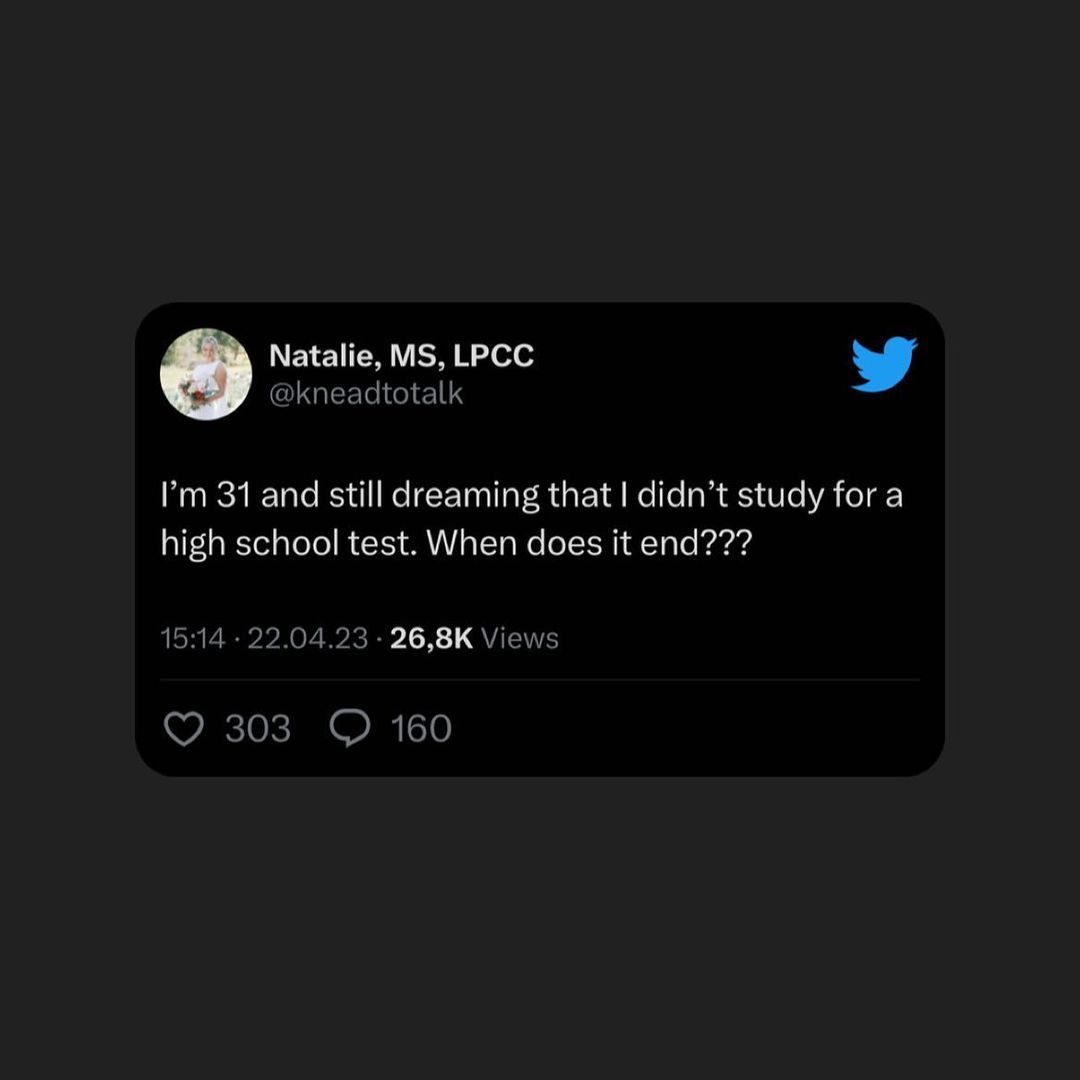 Natalie, MS, LPCC
@kneadtotalk
I’m 31 and still dreaming that I didn’t study for a
high school test. When does it end???
15:14 · 22.04.23 · 26,8K Views
303 160